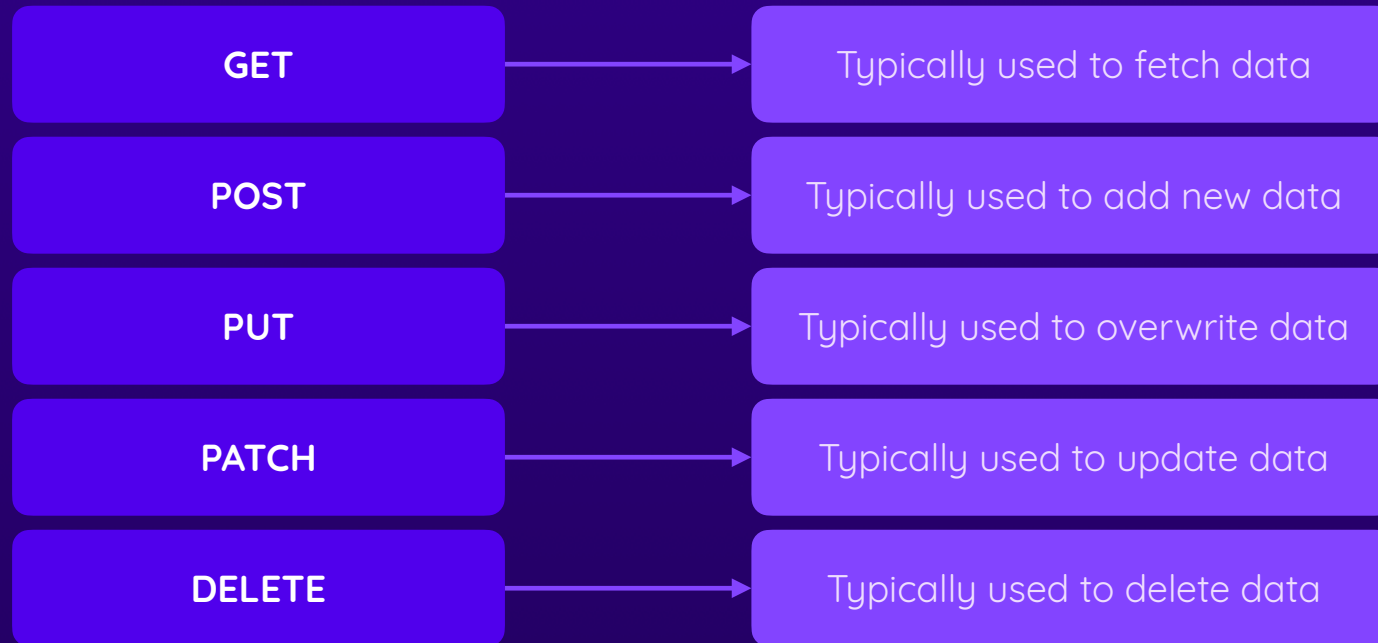 GET
Typically used to fetch data
POST
Typically used to add new data
PUT
Typically used to overwrite data
PATCH
Typically used to update data
DELETE
Typically used to delete data